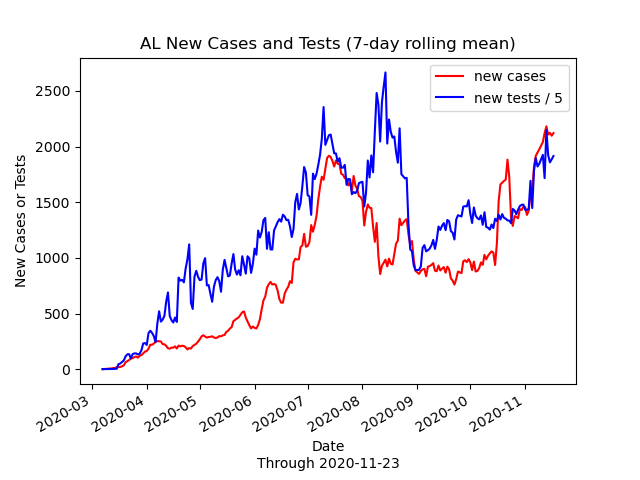 AL New Cases and Tests (7-day rolling mean)
new cases
new tests / 5
New Cases or Tests
2500
2000
1500
1000
500
0
2020-03
2020-04
2020-05
2020-06
2020-07
2020-08
2020-09
2020-10
2020-11
Date
Through 2020-11-23